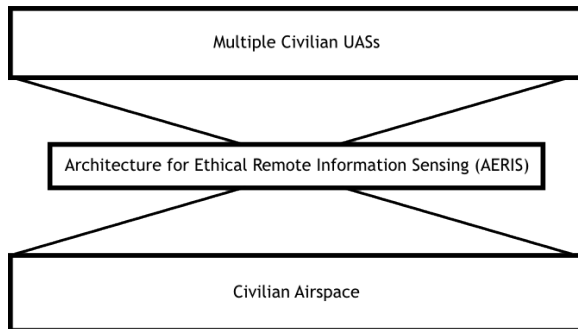 Multiple Civilian UASs
Architecture for Ethical Remote Information Sensing (AERIS)
Civilian Airspace